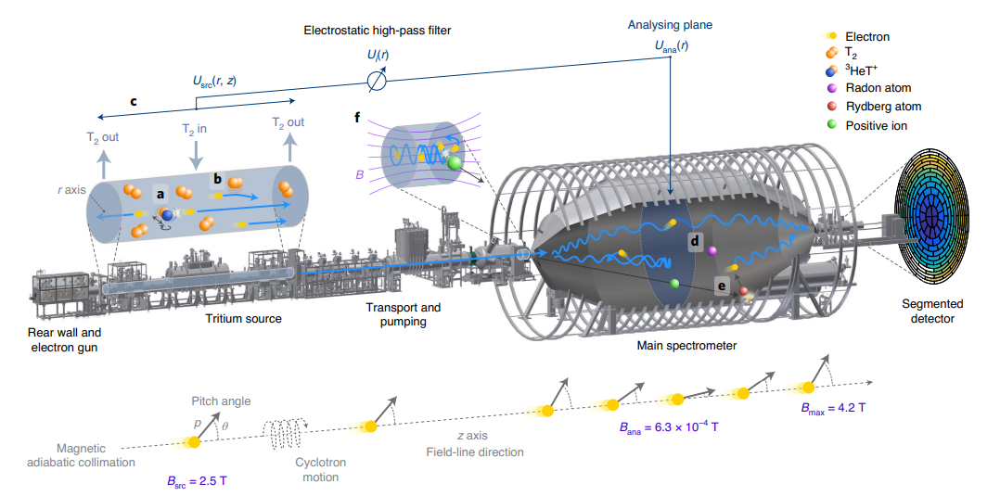 Analysing plane
Electrostatic high-pass filter
Uana(r)
Ui(r)
Usrc(r, z)
Electron
T2
3HeT+
Radon atom
Rydberg atom
Positive ion
c
T2 out
T2 in
T2 out
f
B
r axis
a
b
d
e
Tritium source
Transport and
pumping
Rear wall and
electron gun
Main spectrometer
Segmented
detector
Pitch angle
p
θ
Magnetic
adiabatic collimation
Bsrc = 2.5 T
Cyclotron
motion
z axis
Field-line direction
Bana = 6.3 × 10–4 T
Bmax = 4.2 T